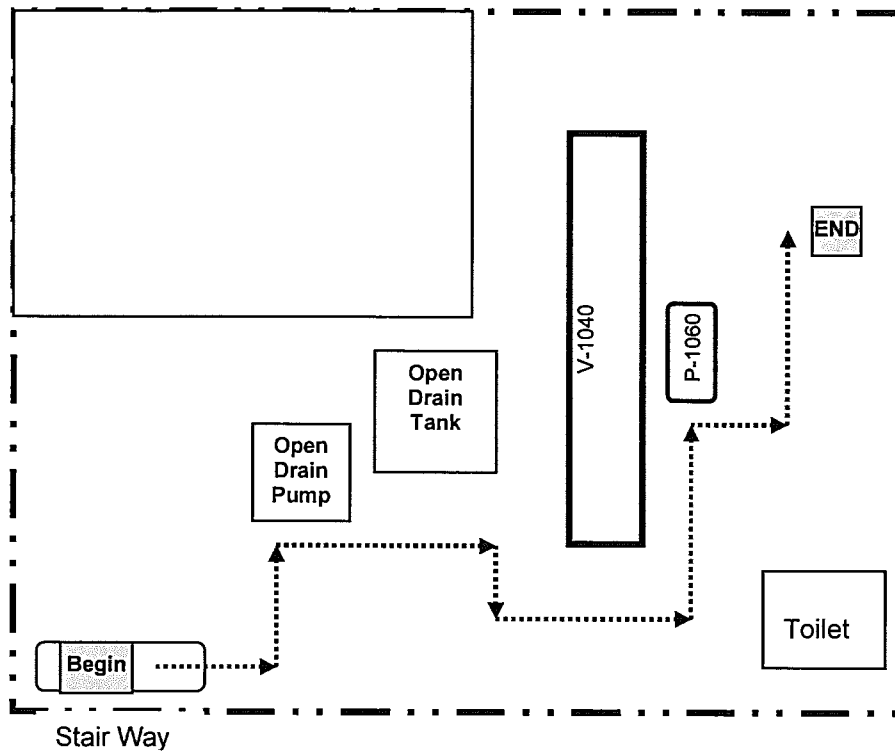 END
V-1040
P-1060
Open
Drain
Tank
Open
Drain
Pump
Toilet
Begin
Stair Way